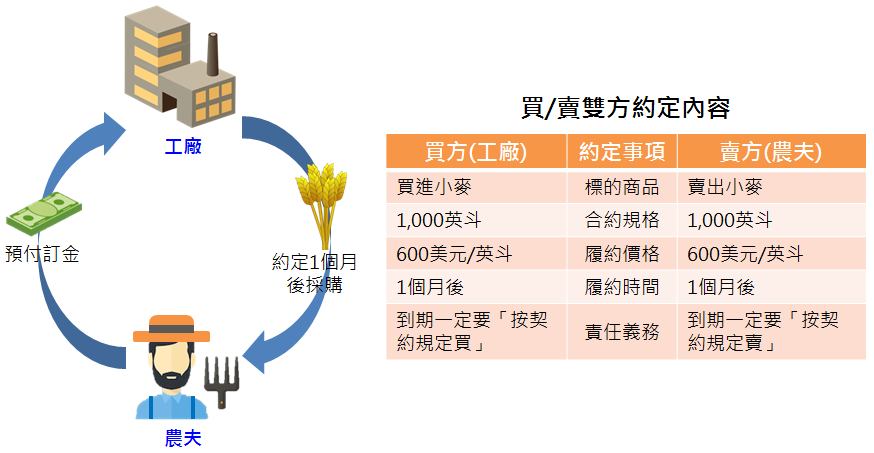 工廠
預付訂金
約定1個月
後採購
農夫
買/賣雙方約定內容
買方(工廠) 約定事項 賣方(農夫)
買進小麥 標的商品 賣出小麥
1,000英斗 合約規格 1,000英斗
600美元/英斗 履約價格 600美元/英斗
1個月後 履約時間 1個月後
到期一定要「按契
約規定買」
責任義務
到期一定要「按契
約規定賣」